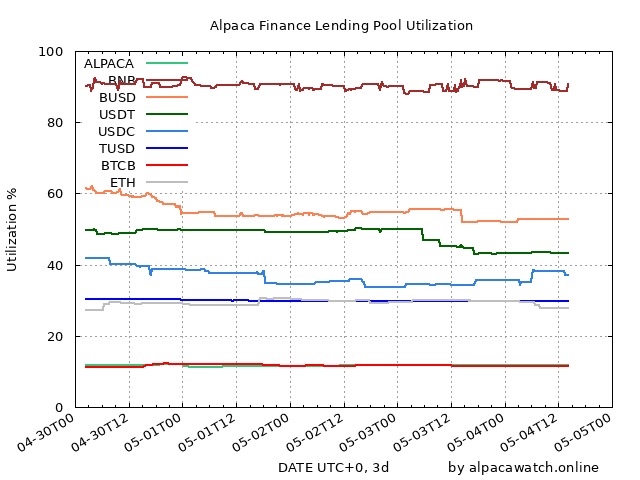 Alpaca Finance Lending Pool Utilization
100
80
60
40
20
0
Utilization %
ALPACA
BNB
BUSD
USDT
USDC
TUSD
BTCB
ETH
04-30T00
04-30T12
05-01T00
05-01T12
05-02T00
05-02T12
05-03T00
05-03T12
05-04T00
05-04T12
05-05T00
DATE UTC+0, 3d
by alpacawatch.online